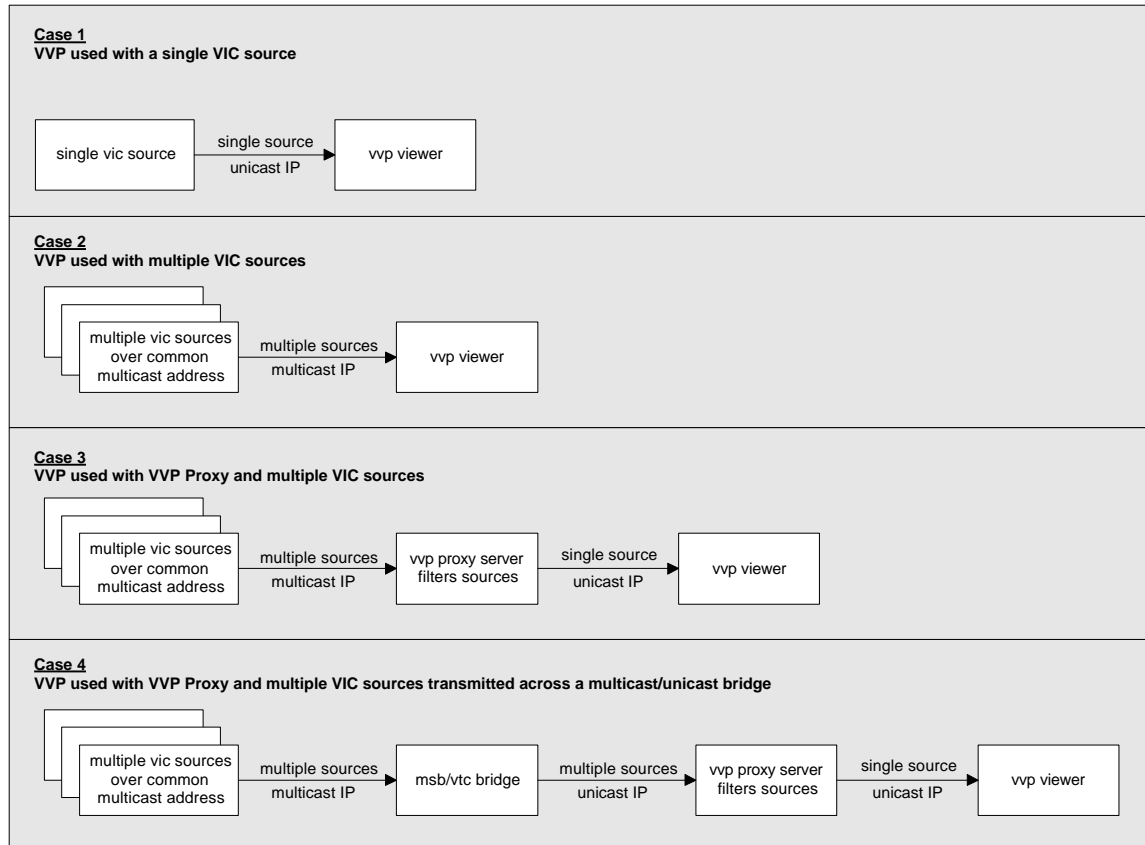 Case 1
VVP used with a single VIC source
single vic source
single source
unicast IP
vvp viewer
Case 2
VVP used with multiple VIC sources
multiple vic sources
over common
multicast address
multiple sources
multicast IP
vvp viewer
Case 3
VVP used with VVP Proxy and multiple VIC sources
multiple vic sources
over common
multicast address
multiple sources
multicast IP
vvp proxy server
filters sources
single source
unicast IP
vvp viewer
Case 4
VVP used with VVP Proxy and multiple VIC sources transmitted across a multicast/unicast bridge
multiple vic sources
over common
multicast address
multiple sources
multicast IP
msb/vtc bridge
multiple sources
unicast IP
vvp proxy server
filters sources
single source
unicast IP
vvp viewer